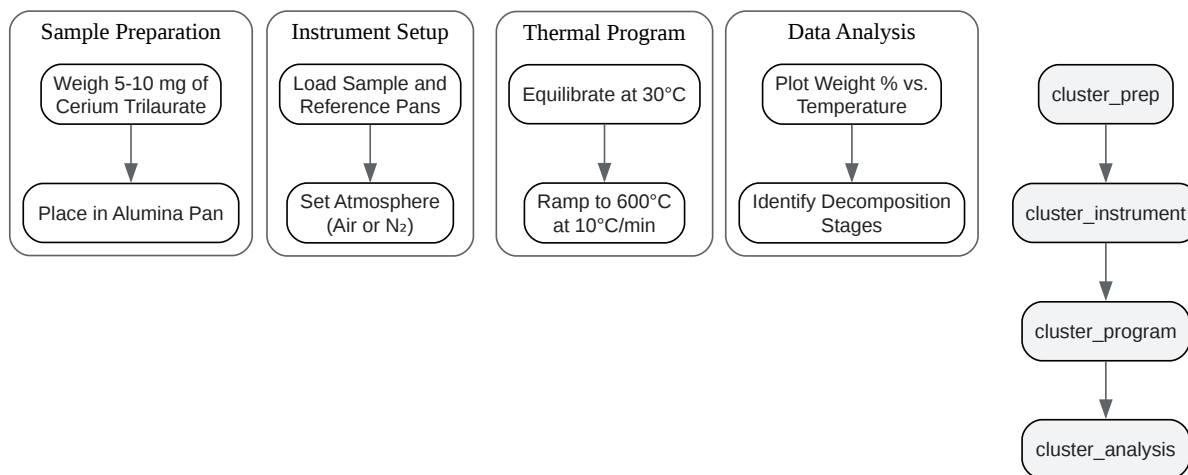 Sample Preparation
Weigh 5-10 mg of
Cerium Trilaurate
Place in Alumina Pan
Instrument Setup
Load Sample and
Reference Pans
Set Atmosphere
(Air or N₂)
Thermal Program
Equilibrate at 30°C
Ramp to 600°C
at 10°C/min
Data Analysis
Plot Weight % vs.
Temperature
Identify Decomposition
Stages
cluster_prep
cluster_instrument
cluster_program
cluster_analysis